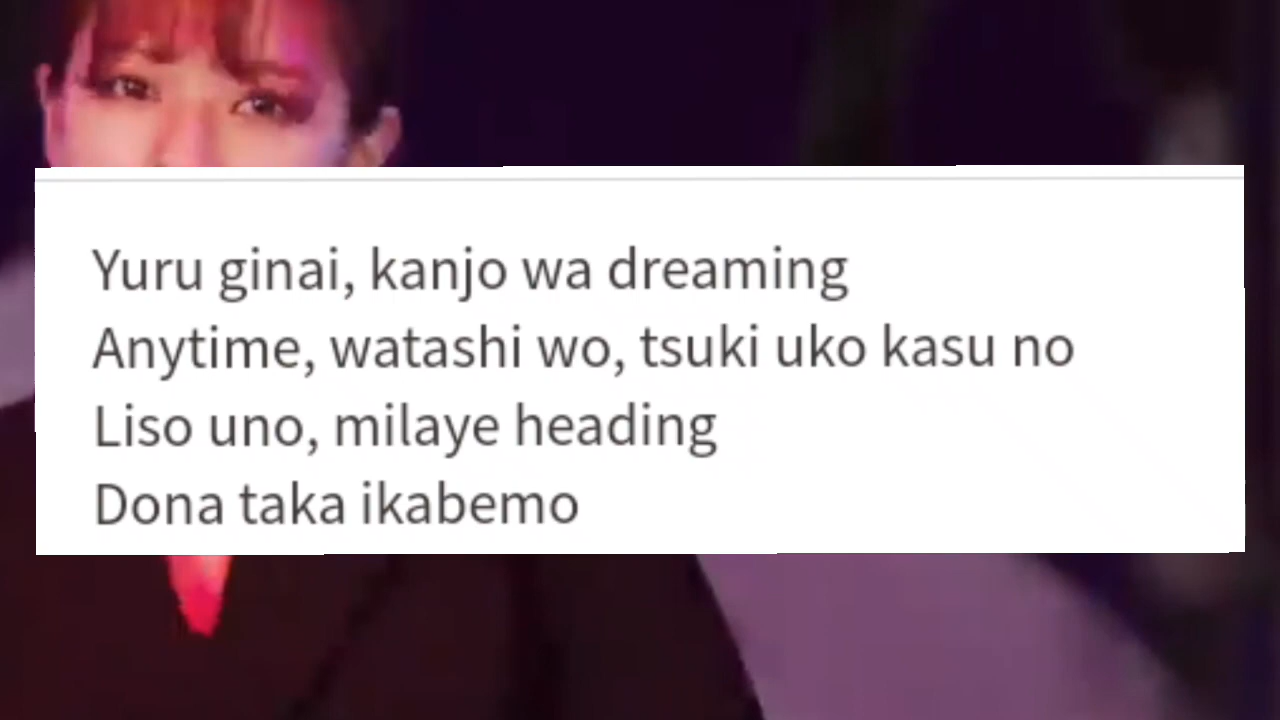 Yuru ginai, kanjo wa dreaming
Anytime, watashi wo, tsuki uko kasu no
Liso uno, milaye heading
Dona taka ikabemo